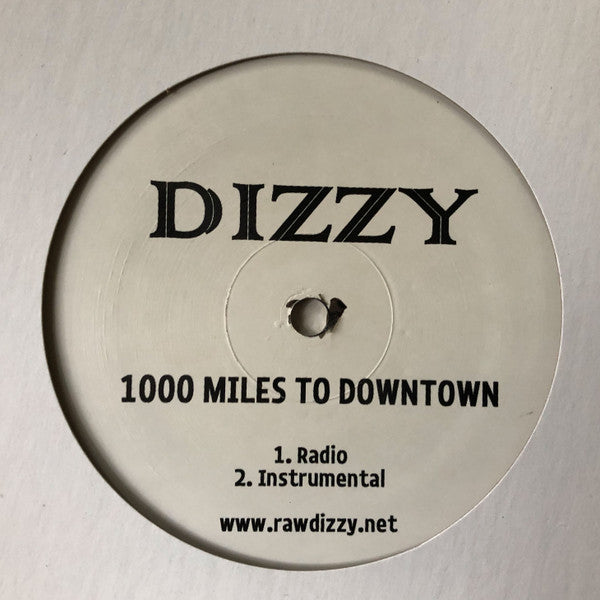 DIZZY
1000 MILES TO DOWNTOWN
1. Radio
2. Instrumental
www.rawdizzy.net